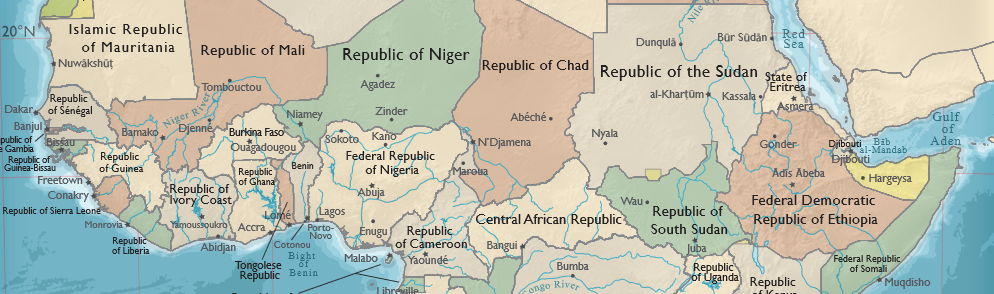 Nile River
20°N
Islamic Republic
of Mauritania
Nuwākshūṭ
Republic of Mali
Tombouctou
Republic of Niger
Agadez
Zinder
Republic of Chad
Abéché
N'Djamena
Republic of the Sudan
Dunqulā
Būr Sūdān
Red
Sea
al-Kharṭūm
Kassala
Nyala
State of
Eritrea
Asmera
Gulf
of
Aden
Dakar
Republic
of Sénégal
Banjul
public of
e Gambia
Bissau
Republic of
Guinea-Bissau
Niger River
Bamako
Djenné
Niamey
Burkina Faso
Ouagadougou
Sokoto
Kano
Maroua
Gonder
Djibouti
Djibouti
Bāb
al-Mandab
Hargeysa
Republic
of Guinea
Freetown
Conakry
Republic of Sierra Leone
Monrovia
Republic
of Liberia
Republic of
Ivory Coast
Yamoussoukro
Abidjan
Republic
of Ghana
Accra
Lomé
Benin
Cotonou
Tongolese
Republic
Porto-
Novo
Lagos
Bight
of
Benin
Federal Republic
of Nigeria
Abuja
Enugu
Malabo
Republic
of Cameroon
Yaoundé
Libreville
Central African Republic
Bangui
Bumba
Congo River
Wau
Republic of
South Sudan
Juba
Republic
of Uganda
Republic
of Kenya
Adīs Abeba
Federal Democratic
Republic of Ethiopia
Federal Republic
of Somali
Muqdisho